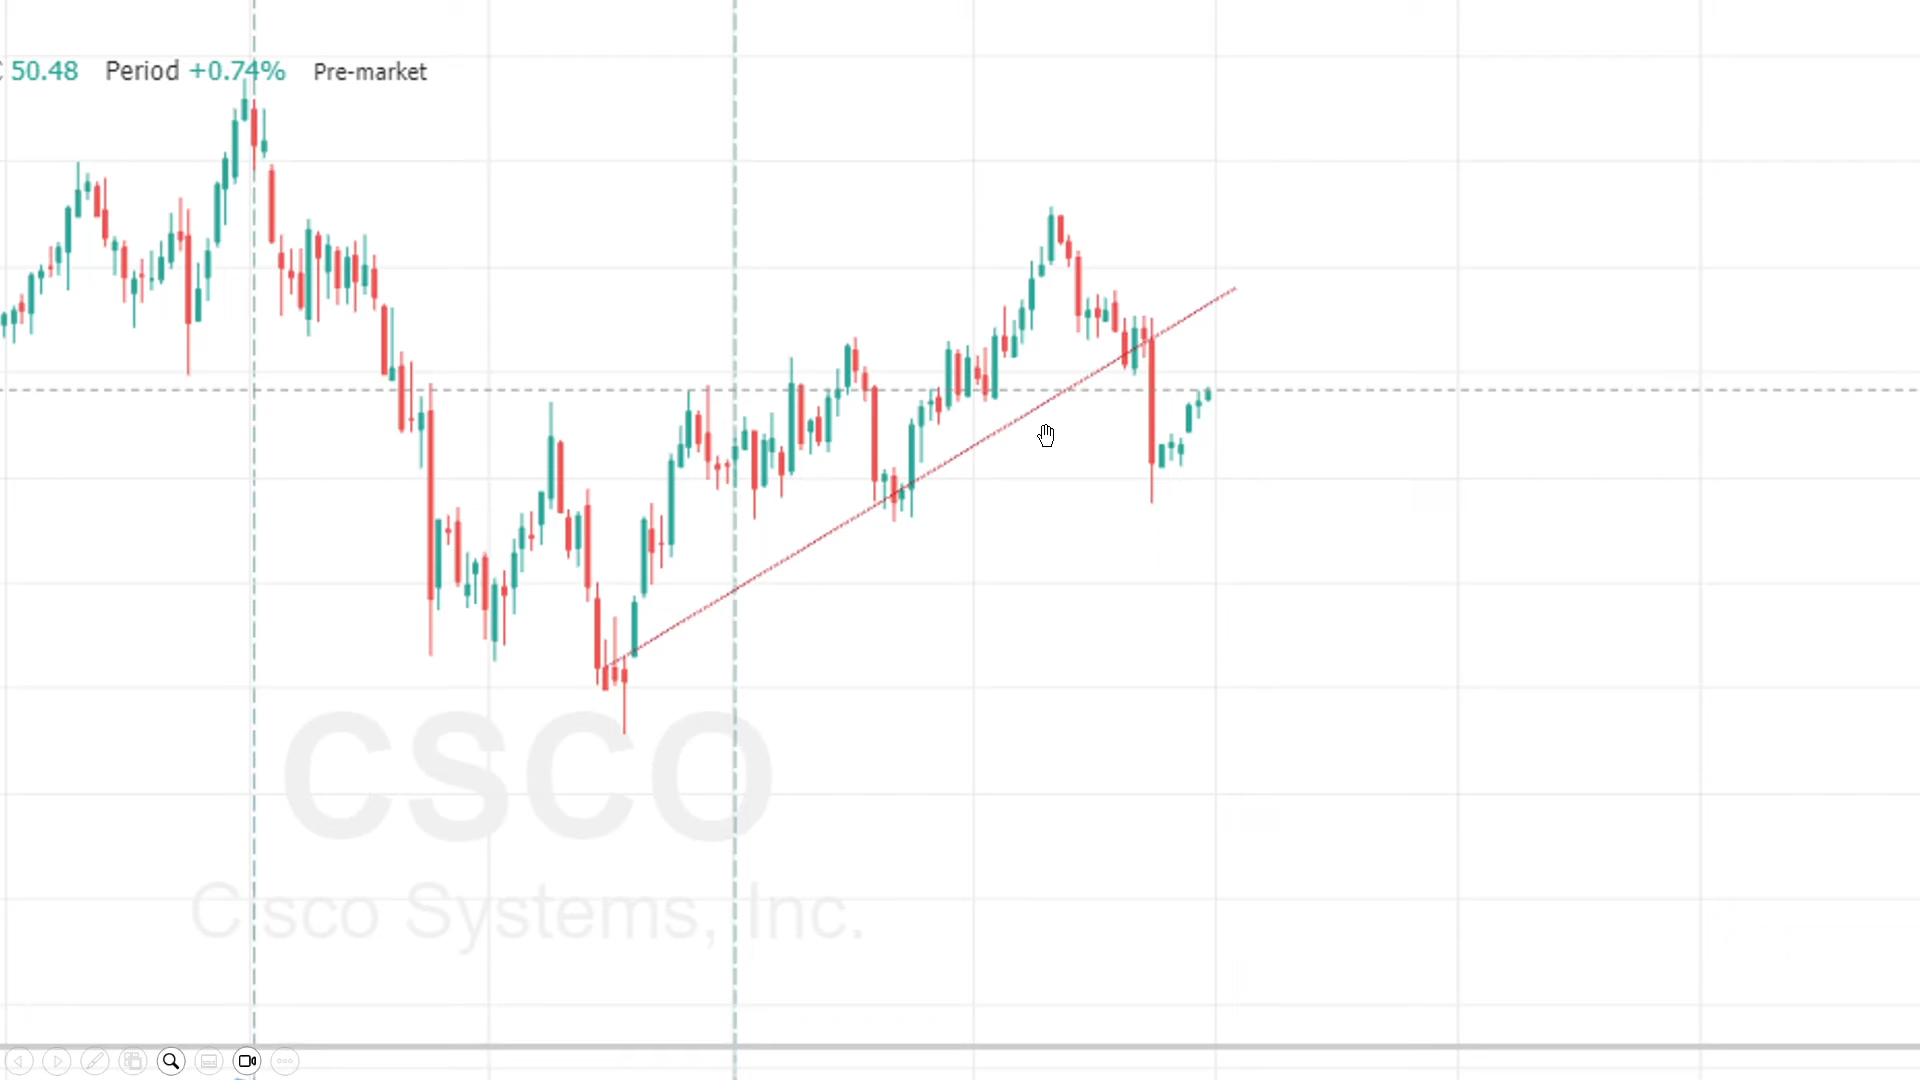 50.48 Period +0.74% Pre-market
CSCO
Cisco Systems, Inc.